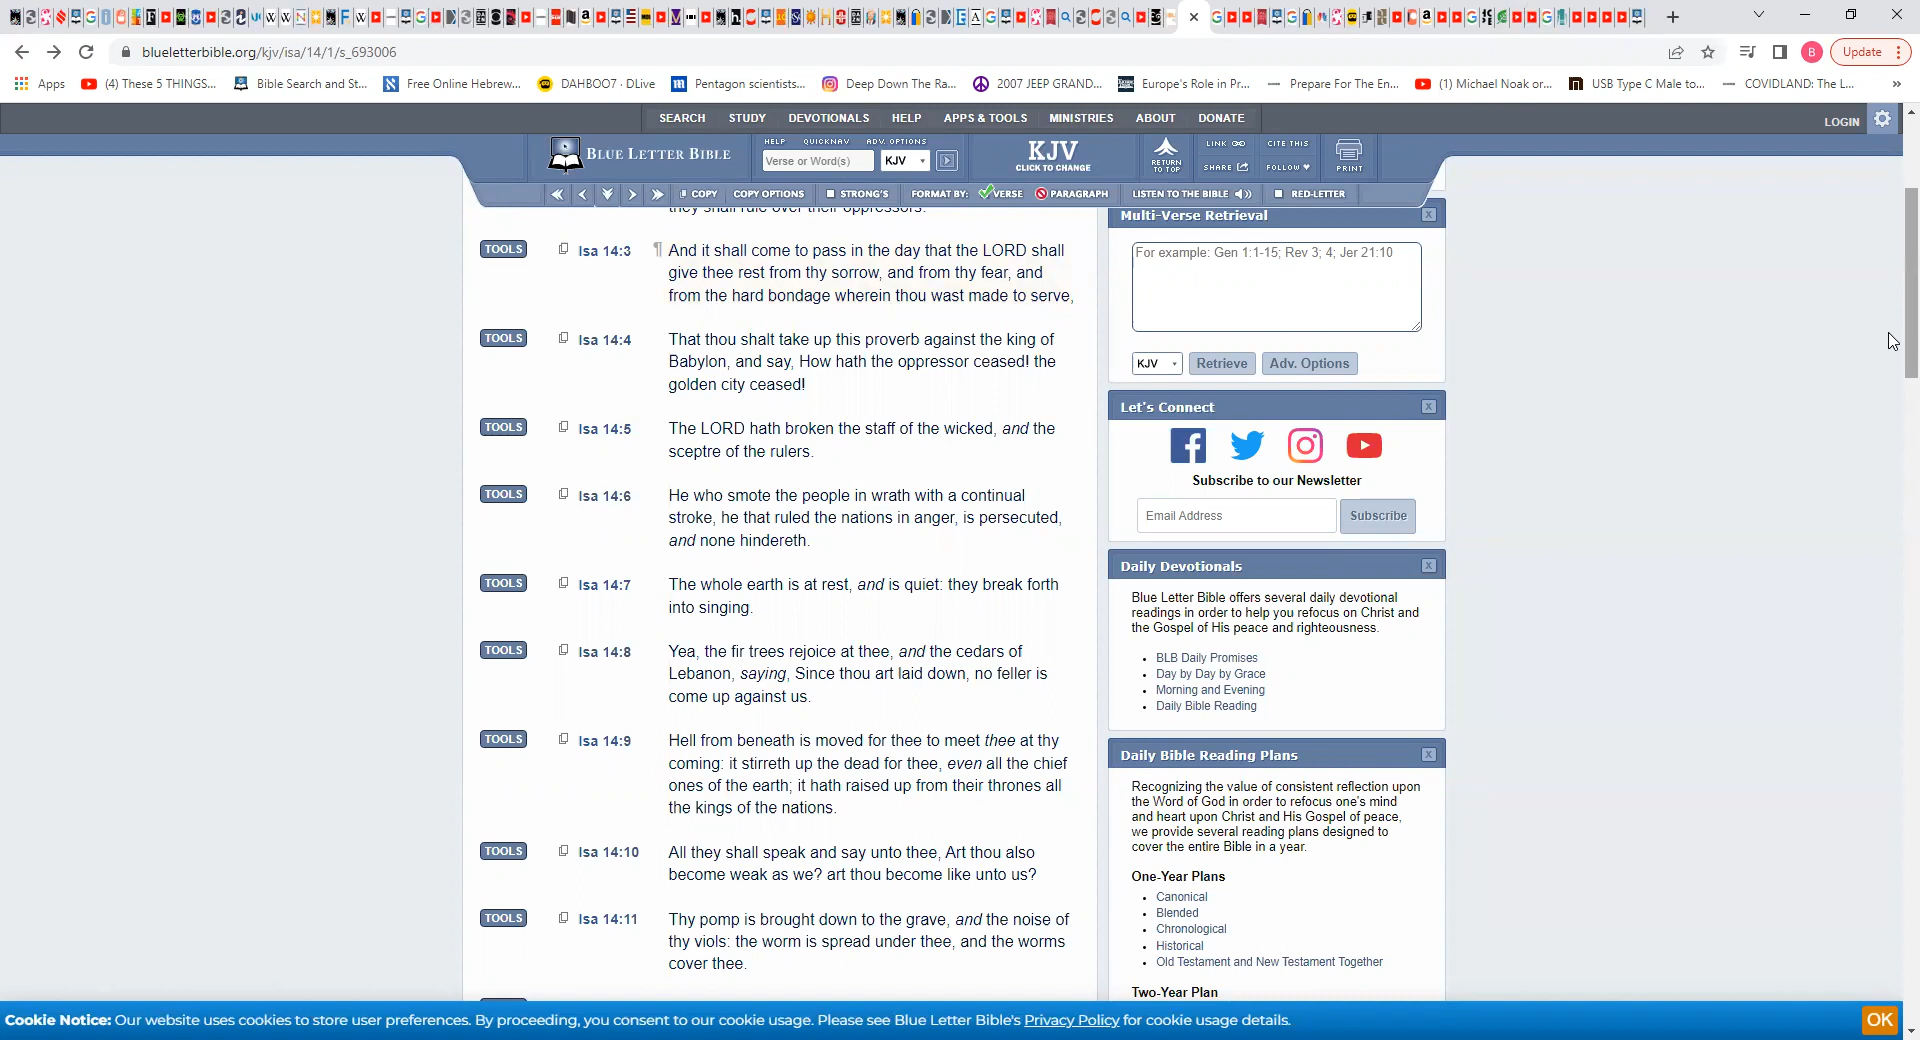 blueletterbible.org/kjv/isa/14/1/s_693006
Update
Apps
(4) These 5 THINGS...
Bible Search and St...
Free Online Hebrew...
DAHBOO7 · DLive
Pentagon scientists...
Deep Down The Ra...
2007 JEEP GRAND...
Europe's Role in Pr...
Prepare For The En...
(1) Michael Noak or...
USB Type C Male to...
COVIDLAND: The L...
SEARCH STUDY DEVOTIONALS HELP APPS & TOOLS MINISTRIES ABOUT DONATE
LOGIN
BLUE LETTER BIBLE
HELP QUICKNAV ADV. OPTIONS
Verse or Word(s)
KJV
KJV
CLICK TO CHANGE
RETURN
TO TOP
LINK
SHARE
CITE THIS
FOLLOW
PRINT
COPY COPY OPTIONS STRONG'S FORMAT BY: VERSE PARAGRAPH LISTEN TO THE BIBLE RED-LETTER
they shall rule over their oppressors.
TOOLS Isa 14:3 ¶ And it shall come to pass in the day that the LORD shall
give thee rest from thy sorrow, and from thy fear, and
from the hard bondage wherein thou wast made to serve,
TOOLS Isa 14:4 That thou shalt take up this proverb against the king of
Babylon, and say, How hath the oppressor ceased! the
golden city ceased!
TOOLS Isa 14:5 The LORD hath broken the staff of the wicked, and the
sceptre of the rulers.
TOOLS Isa 14:6 He who smote the people in wrath with a continual
stroke, he that ruled the nations in anger, is persecuted,
and none hindereth.
TOOLS Isa 14:7 The whole earth is at rest, and is quiet: they break forth
into singing.
TOOLS Isa 14:8 Yea, the fir trees rejoice at thee, and the cedars of
Lebanon, saying, Since thou art laid down, no feller is
come up against us.
TOOLS Isa 14:9 Hell from beneath is moved for thee to meet thee at thy
coming: it stirreth up the dead for thee, even all the chief
ones of the earth; it hath raised up from their thrones all
the kings of the nations.
TOOLS Isa 14:10 All they shall speak and say unto thee, Art thou also
become weak as we? art thou become like unto us?
TOOLS Isa 14:11 Thy pomp is brought down to the grave, and the noise of
thy viols: the worm is spread under thee, and the worms
cover thee.
Multi-Verse Retrieval
X
For example: Gen 1:1-15; Rev 3; 4; Jer 21:10
KJV Retrieve Adv. Options
Let's Connect
X
Subscribe to our Newsletter
Email Address
Subscribe
Daily Devotionals
X
Blue Letter Bible offers several daily devotional
readings in order to help you refocus on Christ and
the Gospel of His peace and righteousness.
BLB Daily Promises
Day by Day by Grace
Morning and Evening
Daily Bible Reading
Daily Bible Reading Plans
X
Recognizing the value of consistent reflection upon
the Word of God in order to refocus one's mind
and heart upon Christ and His Gospel of peace,
we provide several reading plans designed to
cover the entire Bible in a year.
One-Year Plans
Canonical
Blended
Chronological
Historical
Old Testament and New Testament Together
Two-Year Plan
Cookie Notice: Our website uses cookies to store user preferences. By proceeding, you consent to our cookie usage. Please see Blue Letter Bible's Privacy Policy for cookie usage details.
OK